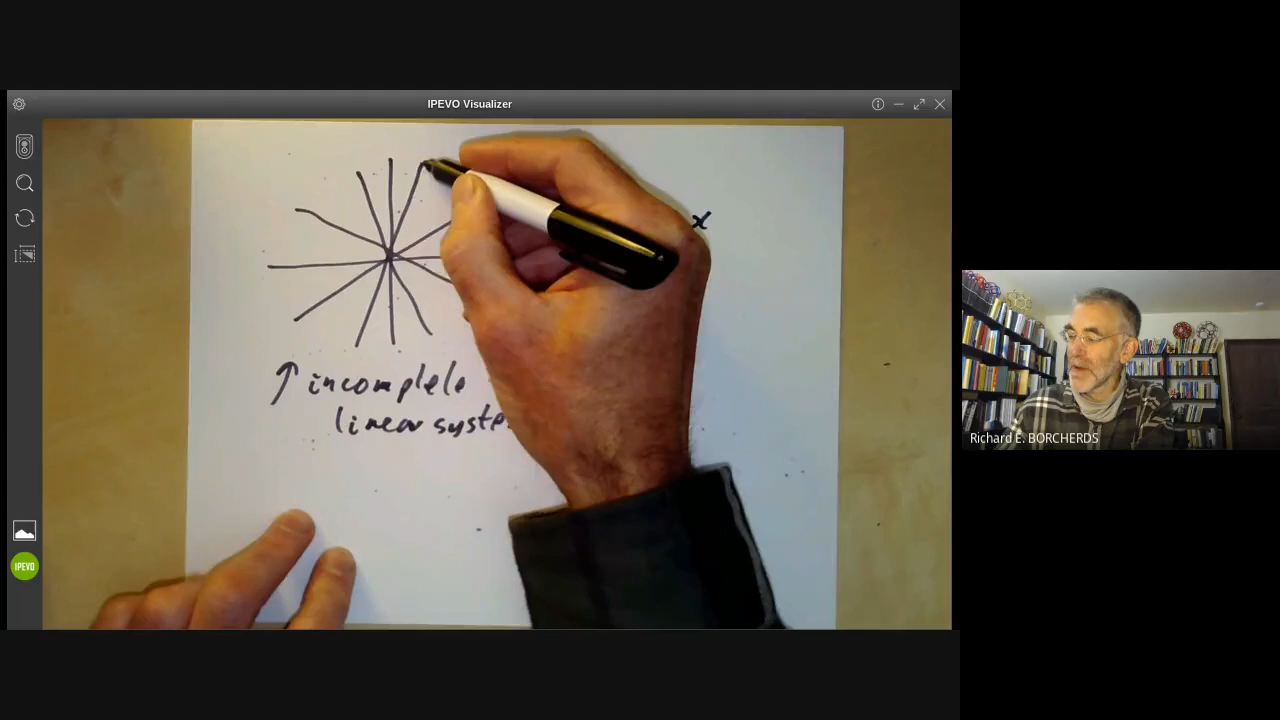 IPEVO Visualizer
x
↑ incomplete
linear syste
IPEVO
Richard E. BORCHERDS